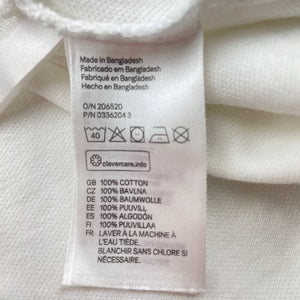 Made in Bangladesh
Fabricado em Bangladesh
Fabriqué en Bangladesh
Hecho en Bangladesh
O/N 206520
P/N 0336204 3
40
clevercare.info
GB 100% COTTON
CZ 100% BAVLNA
DE 100% BAUMWOLLE
EE 100% PUUVILL
ES 100% ALGODÓN
FI 100% PUUVILLAA
FR LAVER À LA MACHINE À
L'EAU TIÈDE.
BLANCHIR SANS CHLORE SI
NÉCESSAIRE.